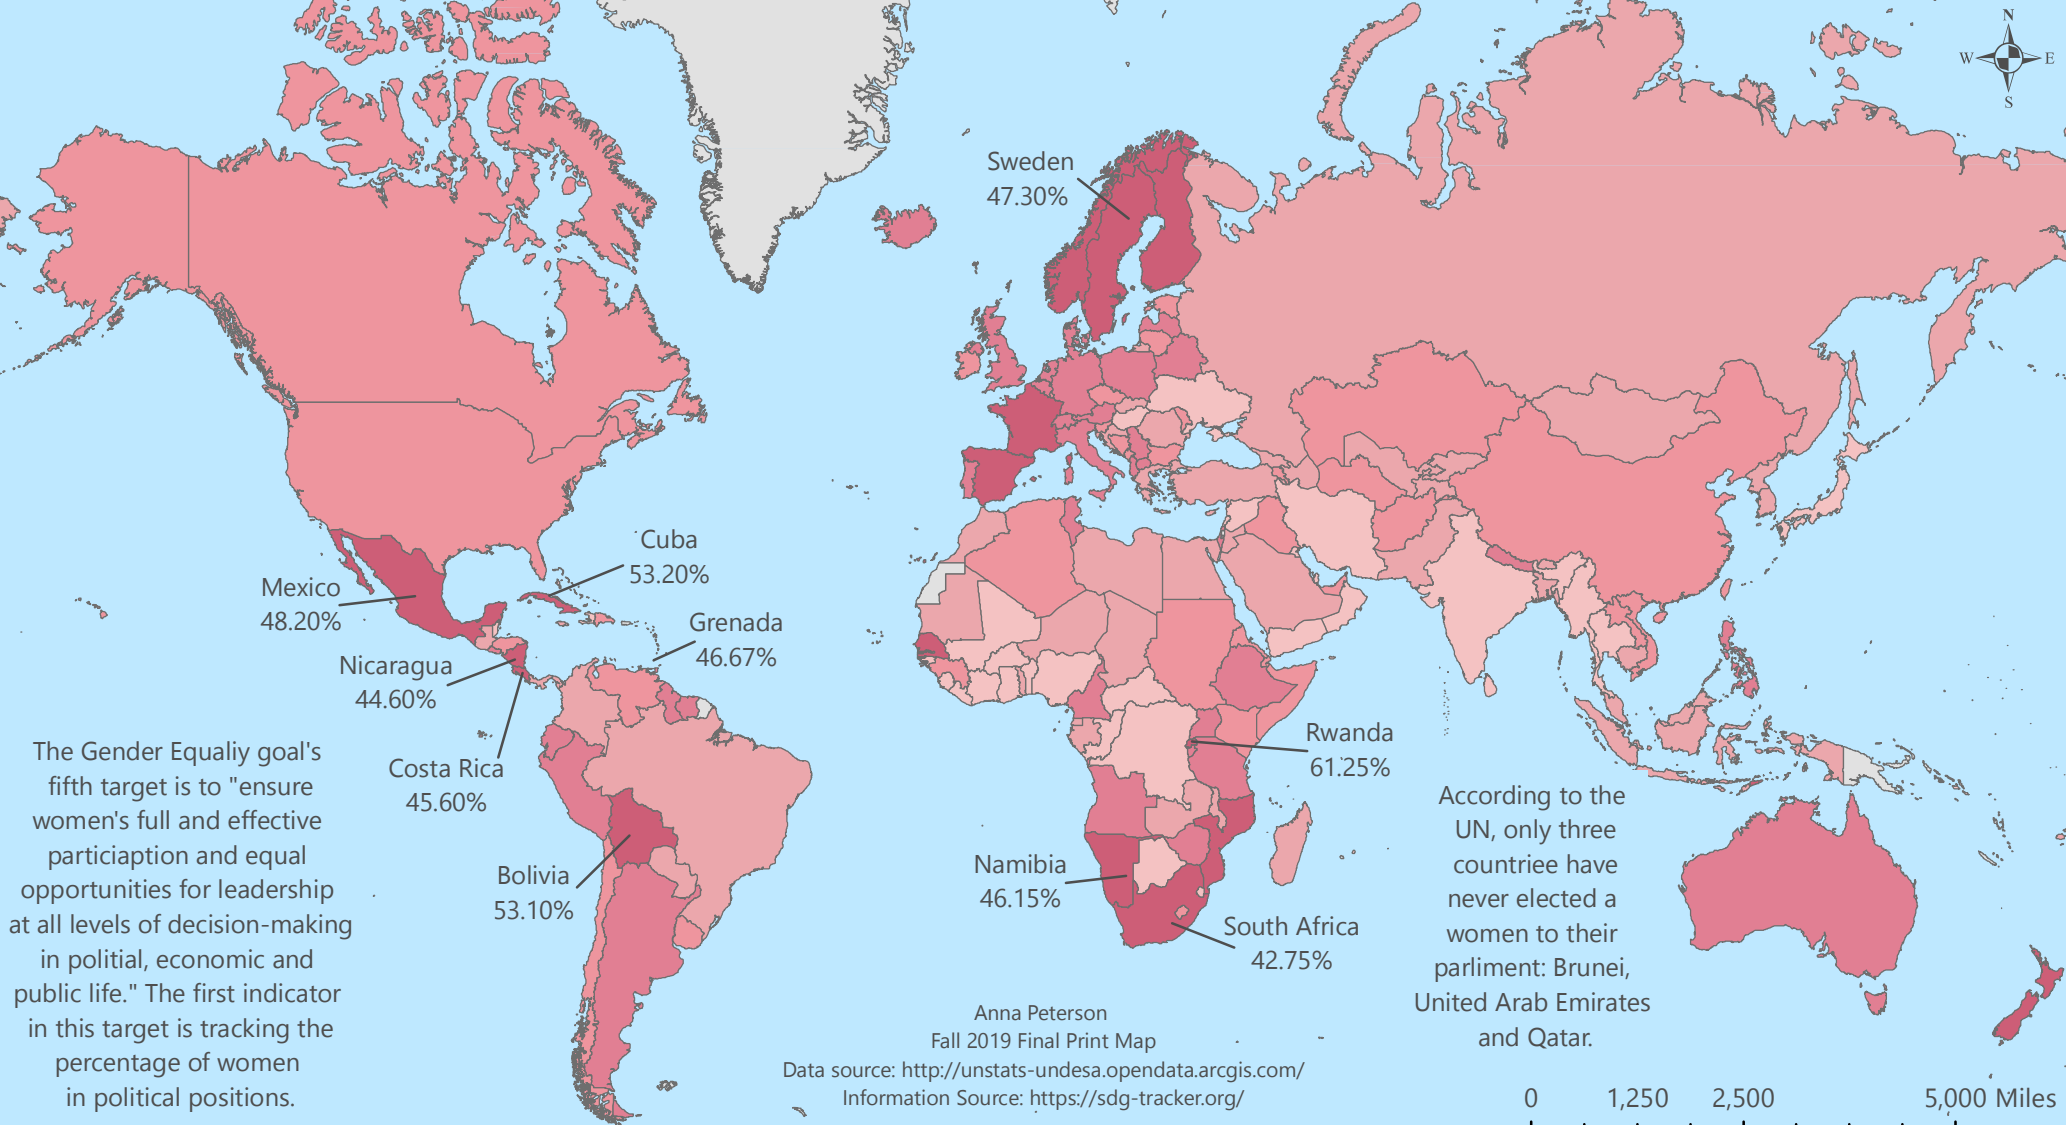 N
W E
S
Sweden
47.30%
Cuba
53.20%
Mexico
48.20%
Grenada
46.67%
Nicaragua
44.60%
Rwanda
61.25%
Costa Rica
45.60%
Bolivia
53.10%
Namibia
46.15%
South Africa
42.75%
The Gender Equaliy goal's
fifth target is to "ensure
women's full and effective
particiaption and equal
opportunities for leadership
at all levels of decision-making
in politial, economic and
public life." The first indicator
in this target is tracking the
percentage of women
in political positions.
According to the
UN, only three
countriee have
never elected a
women to their
parliment: Brunei,
United Arab Emirates
and Qatar.
Anna Peterson
Fall 2019 Final Print Map
Data source: http://unstats-undesa.opendata.arcgis.com/
Information Source: https://sdg-tracker.org/
0 1,250 2,500 5,000 Miles